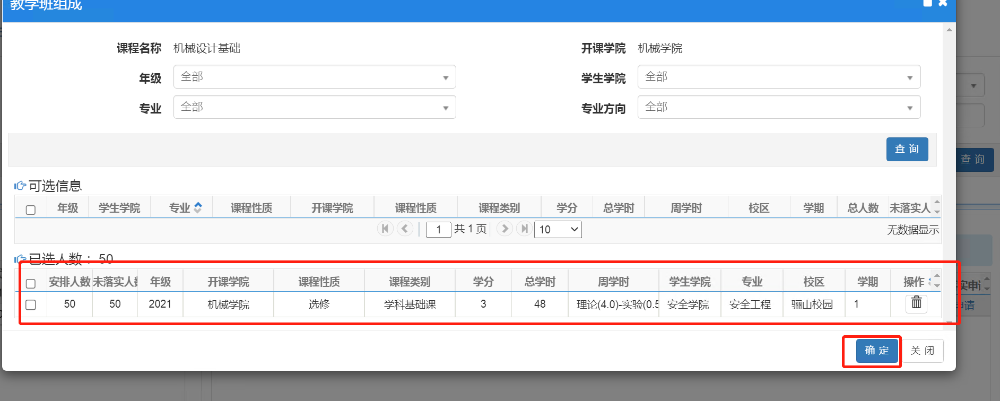 教学班组成
课程名称 机械设计基础 开课学院 机械学院
年级 全部 学生学院 全部
专业 全部 专业方向 全部
查 询
查 询
可选信息
年级 学生学院 专业 课程性质 开课学院 课程性质 课程类别 学分 总学时 周学时 校区 学期 总人数 未落实人
1 共 1 页 10 无数据显示
已选人数： 50
安排人数 未落实人数 年级 开课学院 课程性质 课程类别 学分 总学时 周学时 学生学院 专业 校区 学期 操作
实申
50 50 2021 机械学院 选修 学科基础课 3 48 理论(4.0)-实验(0.5 安全学院 安全工程 骊山校园 1
申请
确 定 关 闭